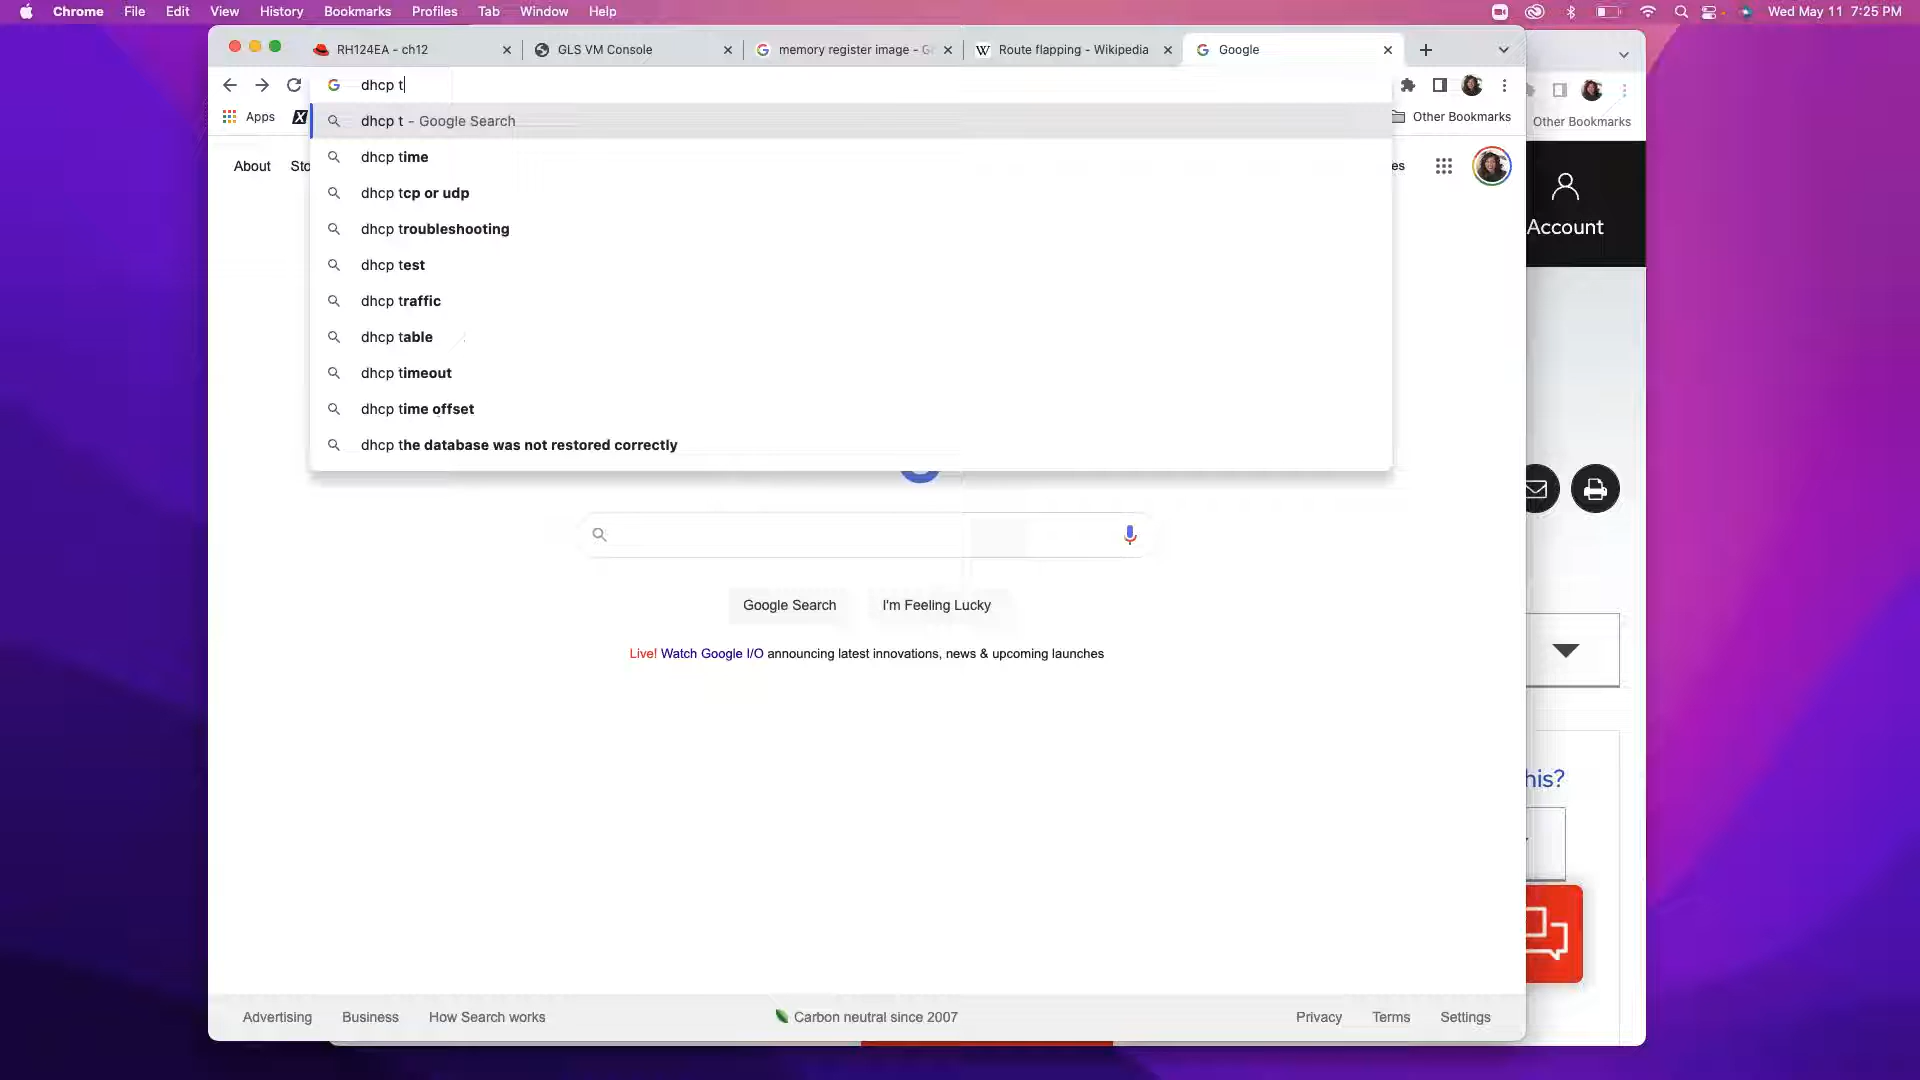 Chrome File Edit View History Bookmarks Profiles Tab Window Help Wed May 11 7:25 PM
RH124EA - ch12 GLS VM Console memory register image - G Route flapping - Wikipedia Google
dhcp t
Apps Other Bookmarks
Other Bookmarks
dhcp t - Google Search
dhcp time
dhcp tcp or udp
dhcp troubleshooting
dhcp test
dhcp traffic
dhcp table
dhcp timeout
dhcp time offset
dhcp the database was not restored correctly
About Sto es
Account
Google Search I'm Feeling Lucky
Live! Watch Google I/O announcing latest innovations, news & upcoming launches
his?
Advertising Business How Search works Carbon neutral since 2007 Privacy Terms Settings